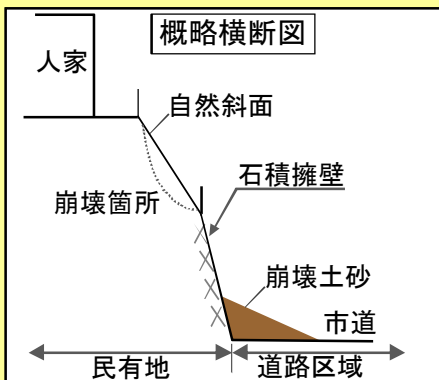 概略横断図
人家
自然斜面
石積擁壁
崩壊箇所
崩壊土砂
市道
民有地
道路区域